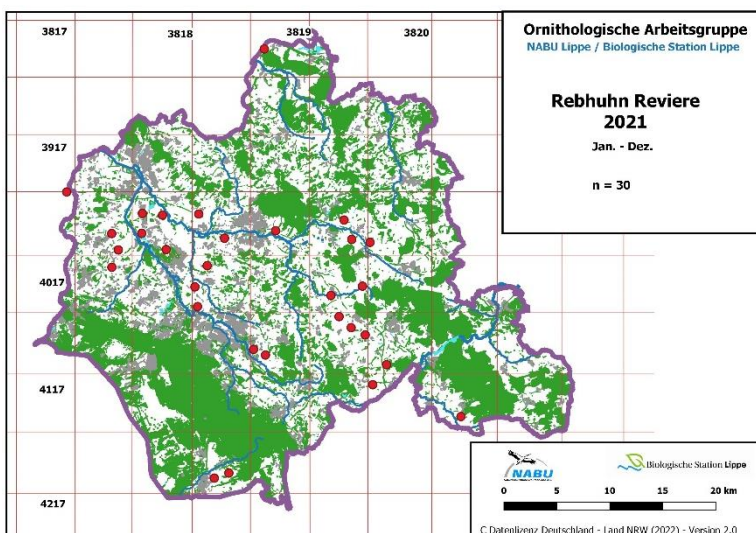 3817
3818
3819
3820
3917
4017
4117
4217
Ornithologische Arbeitsgruppe
NABU Lippe / Biologische Station Lippe
Rebhuhn Reviere
2021
Jan. - Dez.
n = 30
NABU
Biologische Station Lippe
0 5 10 15 20 km
C Datenlizenz Deutschland - Land NRW (2022) - Version 2.0